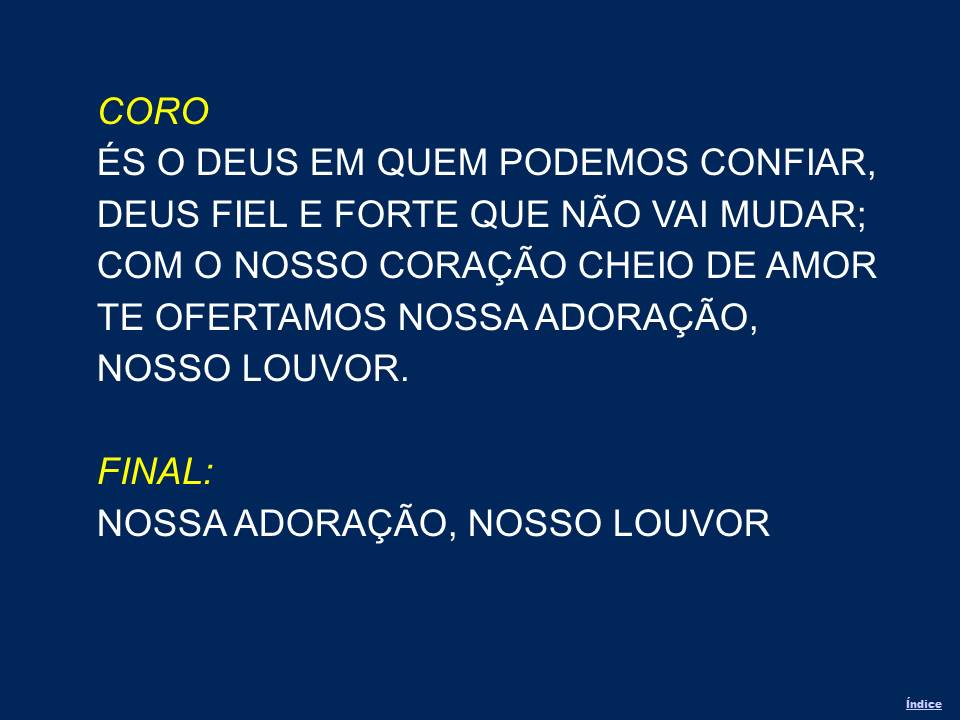 CORO
ÉS O DEUS EM QUEM PODEMOS CONFIAR,
DEUS FIEL E FORTE QUE NÃO VAI MUDAR;
COM O NOSSO CORAÇÃO CHEIO DE AMOR
TE OFERTAMOS NOSSA ADORAÇÃO,
NOSSO LOUVOR.
FINAL:
NOSSA ADORAÇÃO, NOSSO LOUVOR
Índice